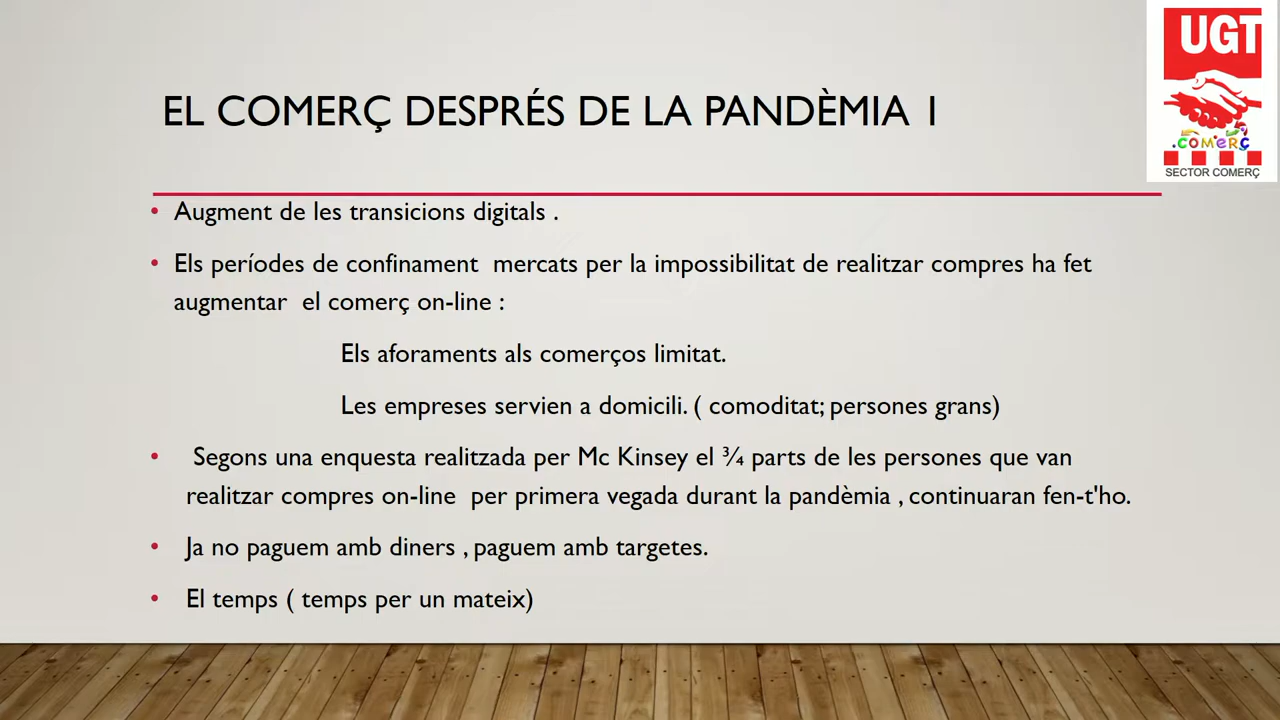 UGT
.comerç
SECTOR COMERÇ
EL COMERÇ DESPRÉS DE LA PANDÈMIA I
• Augment de les transicions digitals .
• Els períodes de confinament mercats per la impossibilitat de realitzar compres ha fet
augmentar el comerç on-line :
Els aforaments als comerços limitat.
Les empreses servien a domicili. ( comoditat; persones grans)
• Segons una enquesta realitzada per Mc Kinsey el ¾ parts de les persones que van
realitzar compres on-line per primera vegada durant la pandèmia , continuaran fen-t'ho.
• Ja no paguem amb diners , paguem amb targetes.
• El temps ( temps per un mateix)